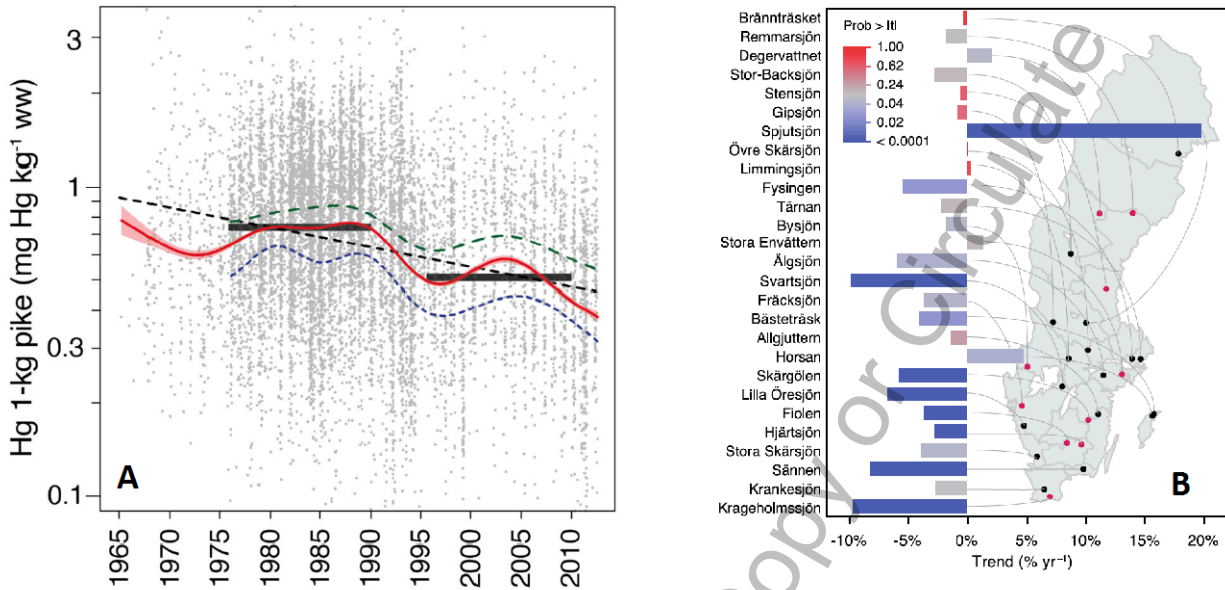 Hg 1-kg pike (mg Hg kg⁻¹ ww)
3
1
0.3
0.1
A
1965
1970
1975
1980
1985
1990
1995
2000
2005
2010
Prob > ltl
1.00
0.62
0.24
0.04
0.02
< 0.0001
Brännträsket
Remmarsjön
Degervattnet
Stor-Backsjön
Stensjön
Gipsjön
Spjutsjön
Övre Skärsjön
Limmingsjön
Fysingen
Tärnan
Bysjön
Stora Envättern
Älgsjön
Svartsjön
Fräcksjön
Bästeträsk
Allgjuttern
Horsan
Skärgölen
Lilla Öresjön
Fiolen
Hjärtsjön
Stora Skärsjön
Sännen
Krankesjön
Krageholmssjön
B
-10%
-5%
0%
5%
10%
15%
20%
Trend (% yr⁻¹)
opy or Circulate